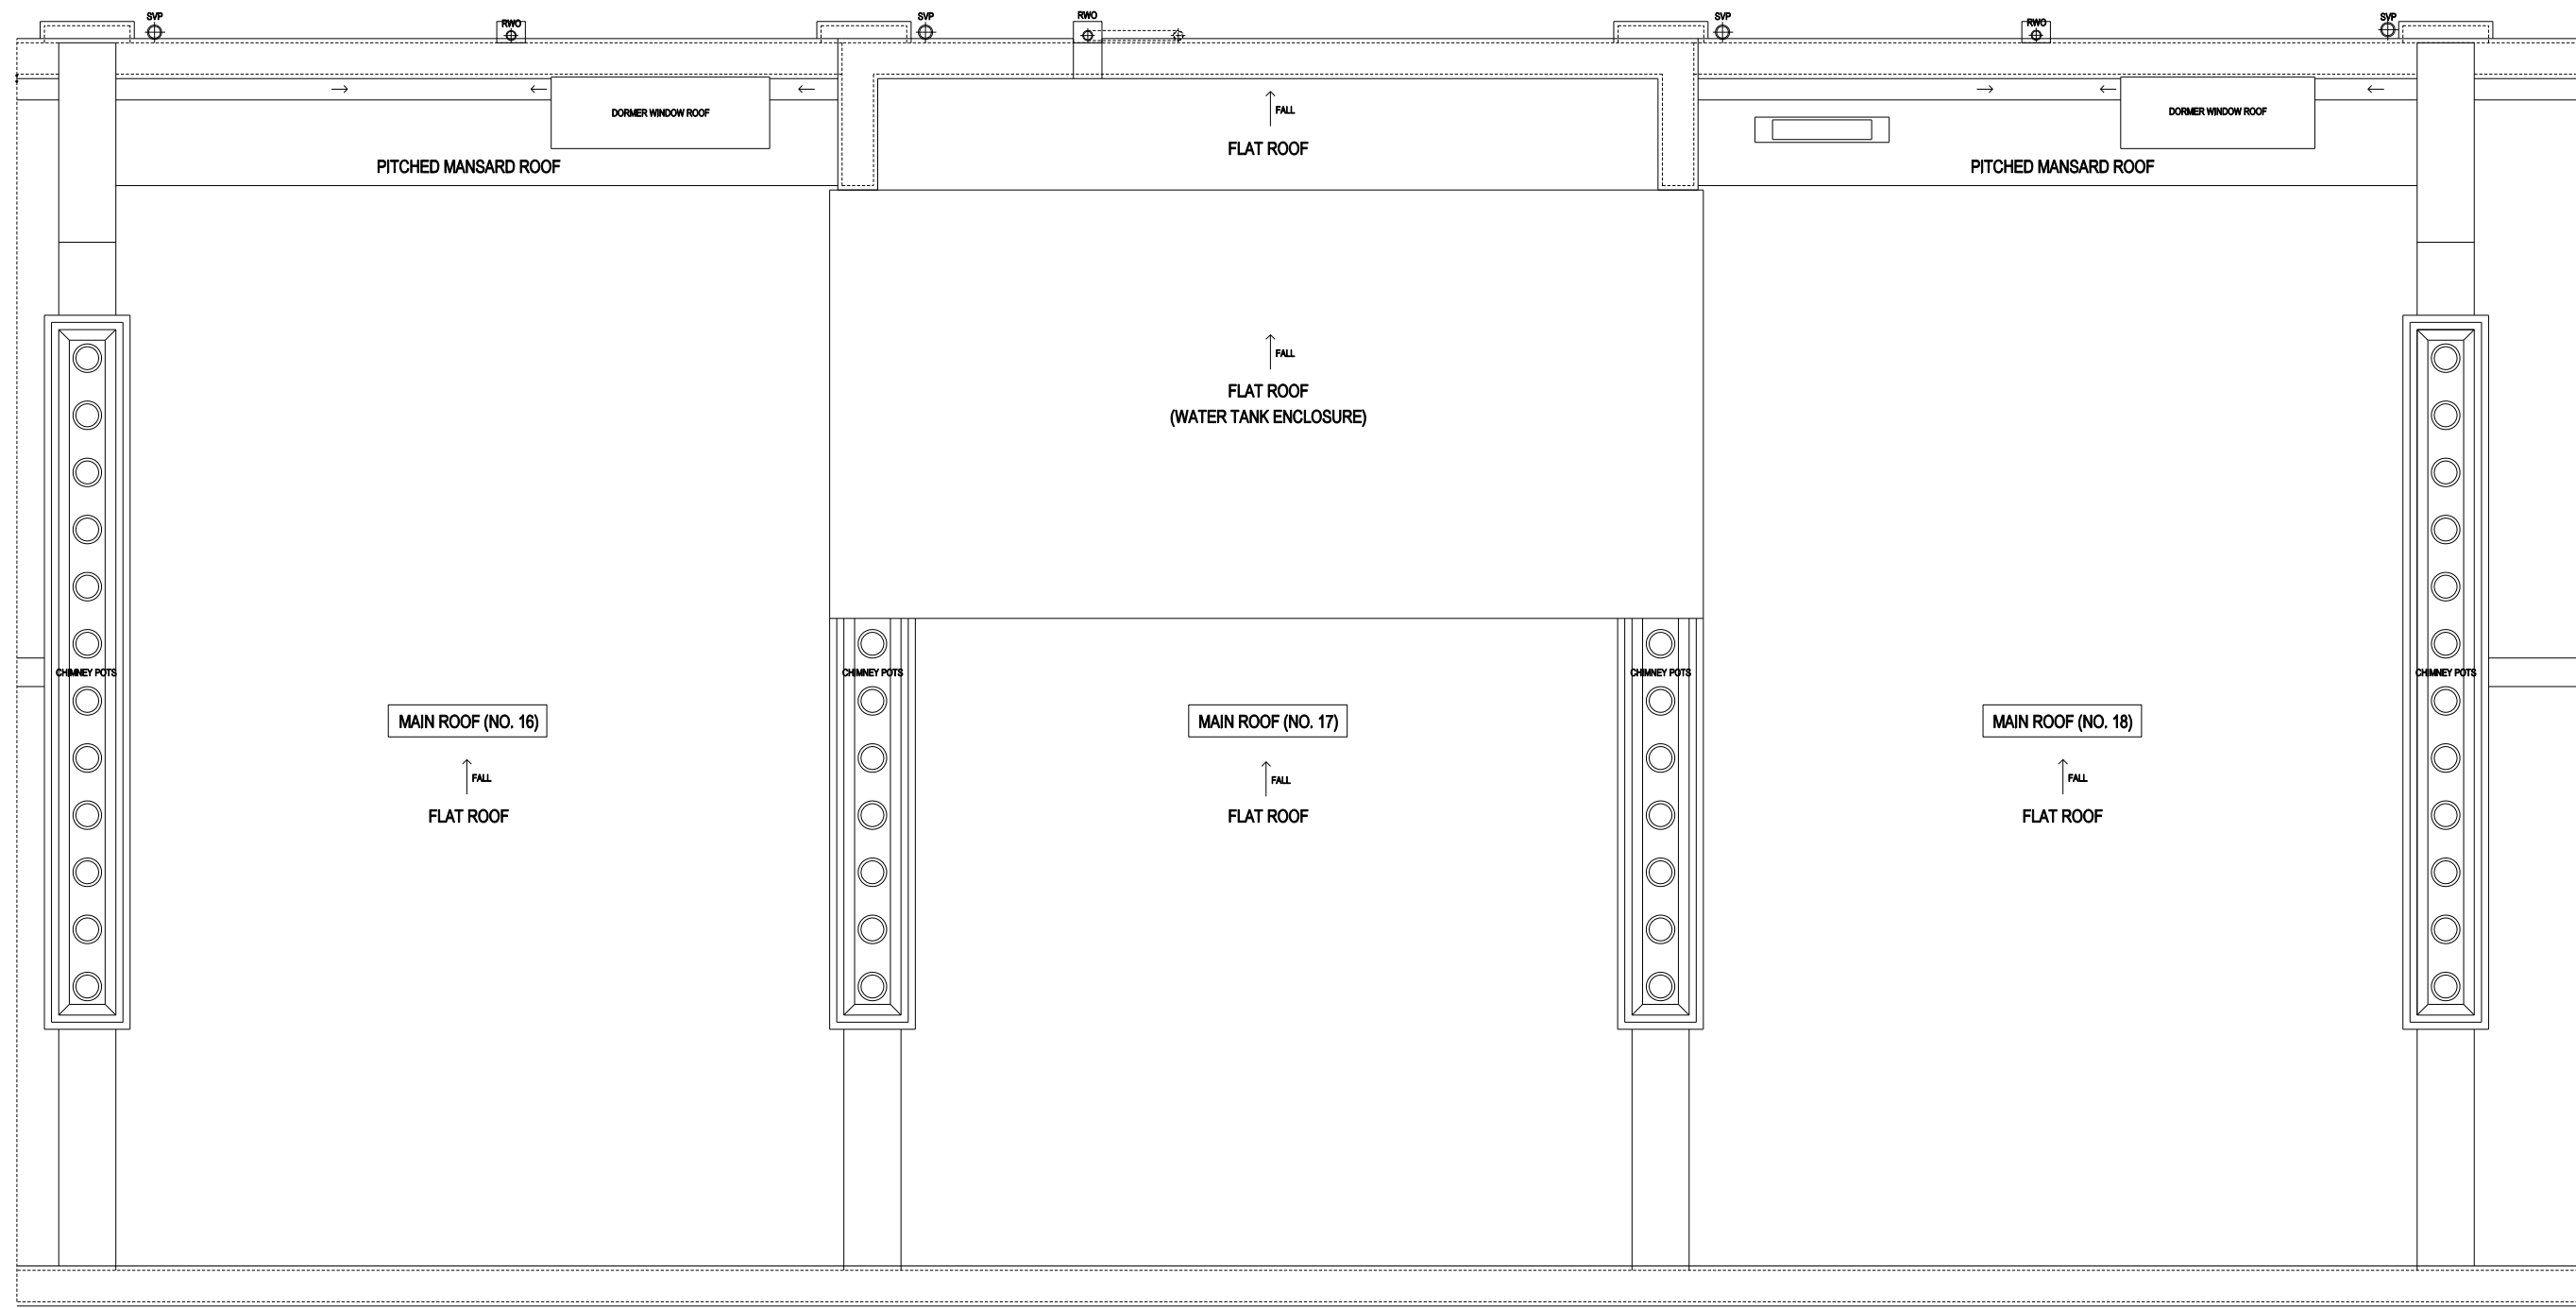 SVP
RWO
SVP
RWO
SVP
RWO
SVP
DORMER WINDOW ROOF
FALL
DORMER WINDOW ROOF
PITCHED MANSARD ROOF
FLAT ROOF
PITCHED MANSARD ROOF
FALL
FLAT ROOF
(WATER TANK ENCLOSURE)
CHIMNEY POTS
CHIMNEY POTS
CHIMNEY POTS
CHIMNEY POTS
MAIN ROOF (NO. 16)
MAIN ROOF (NO. 17)
MAIN ROOF (NO. 18)
FALL
FALL
FALL
FLAT ROOF
FLAT ROOF
FLAT ROOF